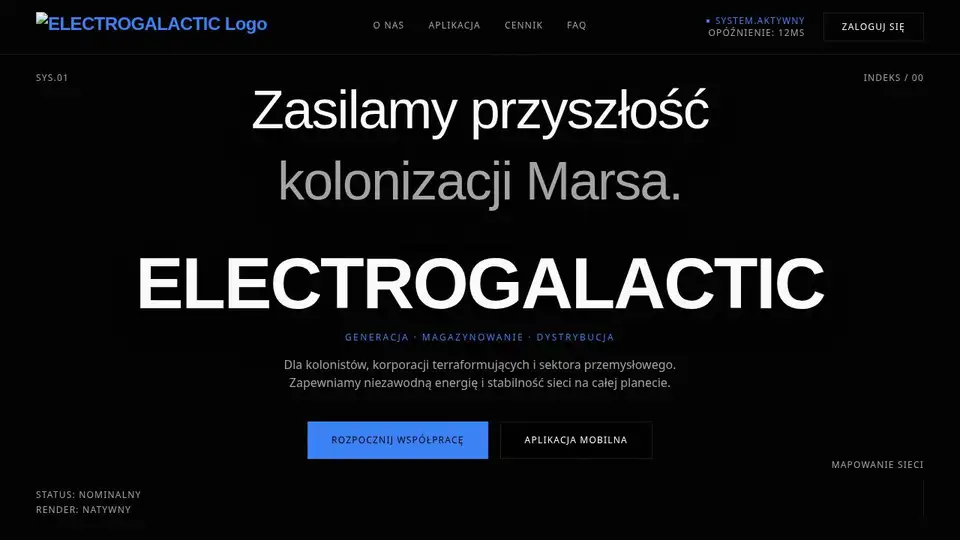 ELECTROGALACTIC Logo
O NAS
APLIKACJA
CENNIK
FAQ
SYSTEM.AKTYWNY
OPÓŹNIENIE: 12MS
ZALOGUJ SIĘ
SYS.01
INDEKS / 00
Zasilamy przyszłość
kolonizacji Marsa.
ELECTROGALACTIC
GENERACJA · MAGAZYNOWANIE · DYSTRYBUCJA
Dla kolonistów, korporacji terraformujących i sektora przemysłowego.
Zapewniamy niezawodną energię i stabilność sieci na całej planecie.
ROZPOCZNIJ WSPÓŁPRACĘ
APLIKACJA MOBILNA
MAPOWANIE SIECI
STATUS: NOMINALNY
RENDER: NATYWNY